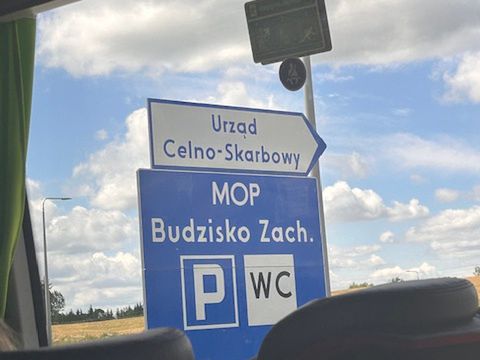 Urząd
Celno-Skarbowy
MOP
Budzisko Zach.
P WC